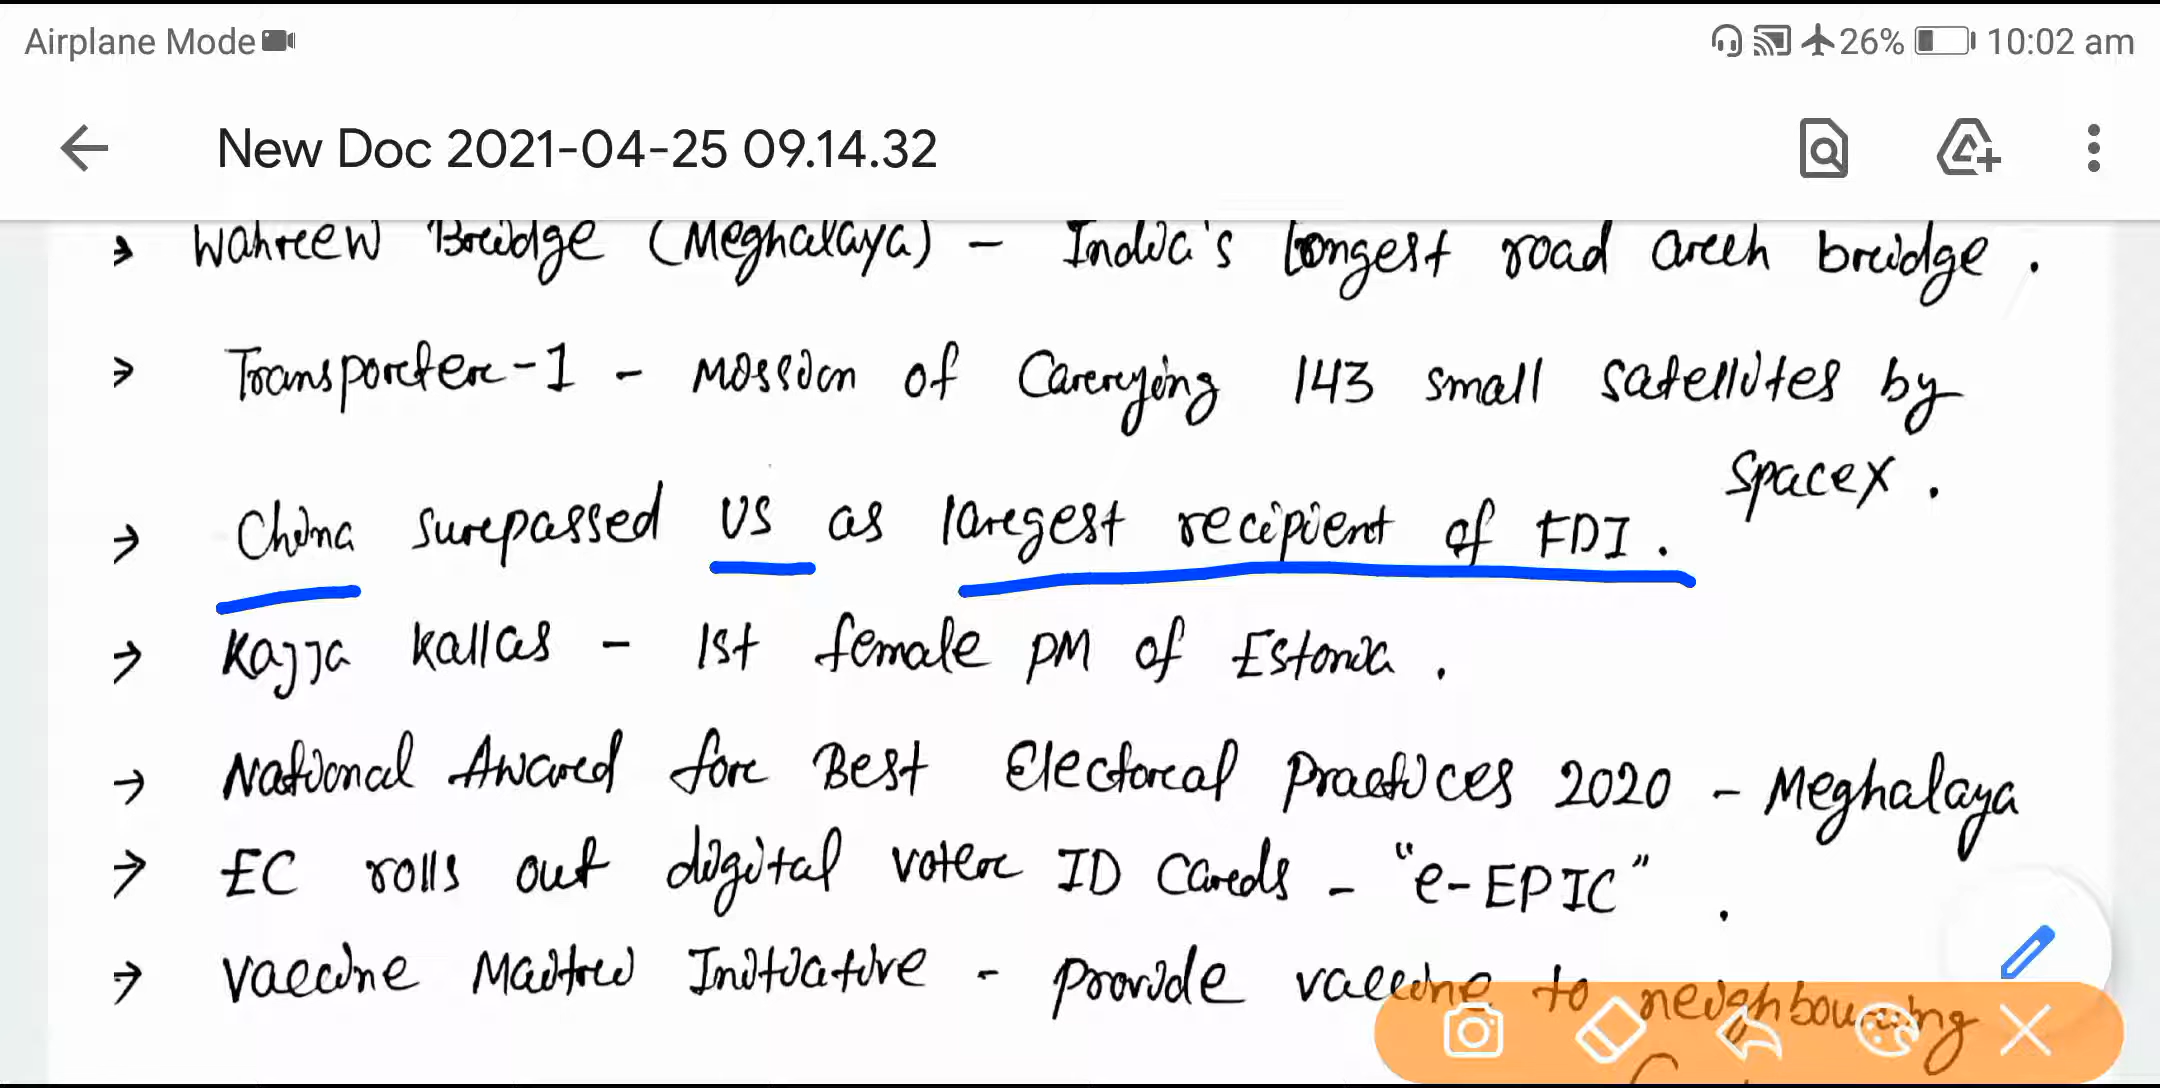 Airplane Mode 26% 10:02 am
New Doc 2021-04-25 09.14.32
→ Wahreew Bridge (Meghalaya) - India's longest road arch bridge .
→ Transporter-1 - Mission of Carrying 143 small satellites by
SpaceX .
→ China surpassed US as largest recipient of FDI .
→ Kajja Kallas - 1st female PM of Estonia .
→ National Award for Best Electoral Practices 2020 - Meghalaya
→ EC rolls out digital voter ID Cards - "e-EPIC" .
→ Vaccine Maitri Initiative - provide vaccine to neighbouring